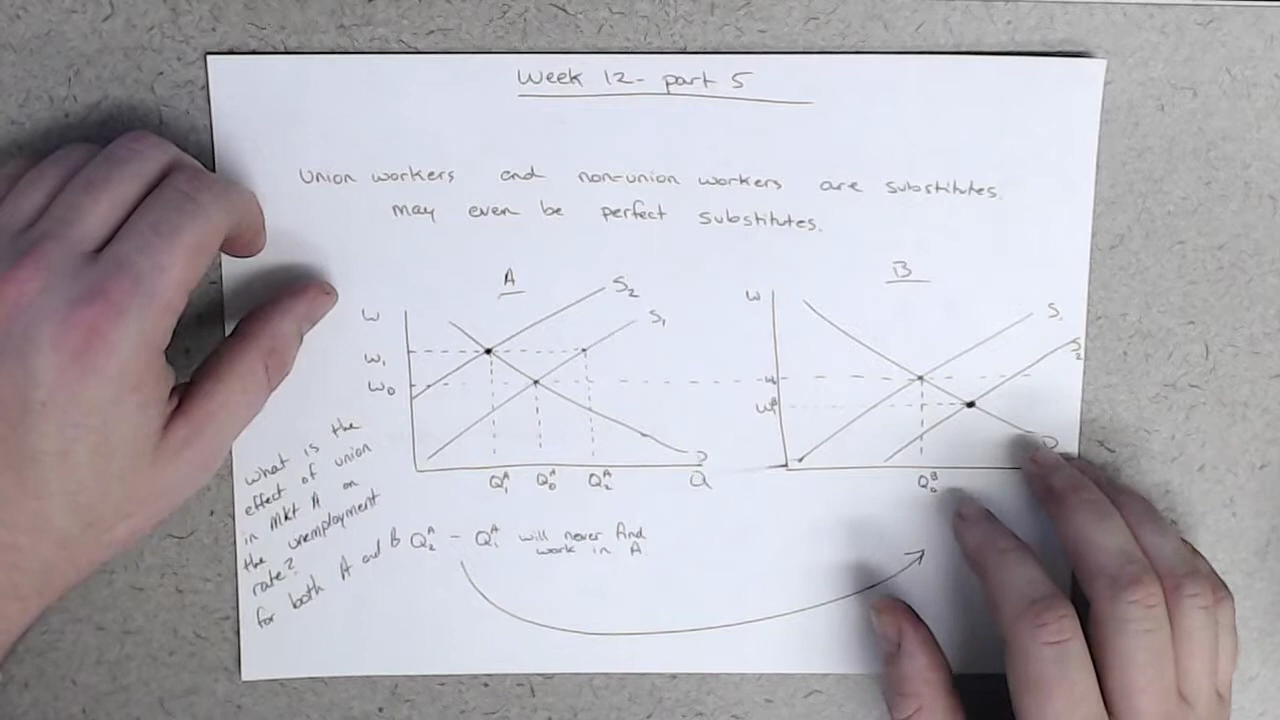 Week 12- part 5
Union workers and non-union workers are substitutes.
may even be perfect substitutes.
A
S₂
S₁
W
W₁
W₀
D
Q₁ᴬ Q₀ᴬ Q₂ᴬ Q
B
W
S₁
S₂
W₀
D
Q₀ᴮ
what is the
effect of union
in mkt A on
the unemployment
rate?
for both A and B
Q₂ᴬ - Q₁ᴬ will never find
work in A